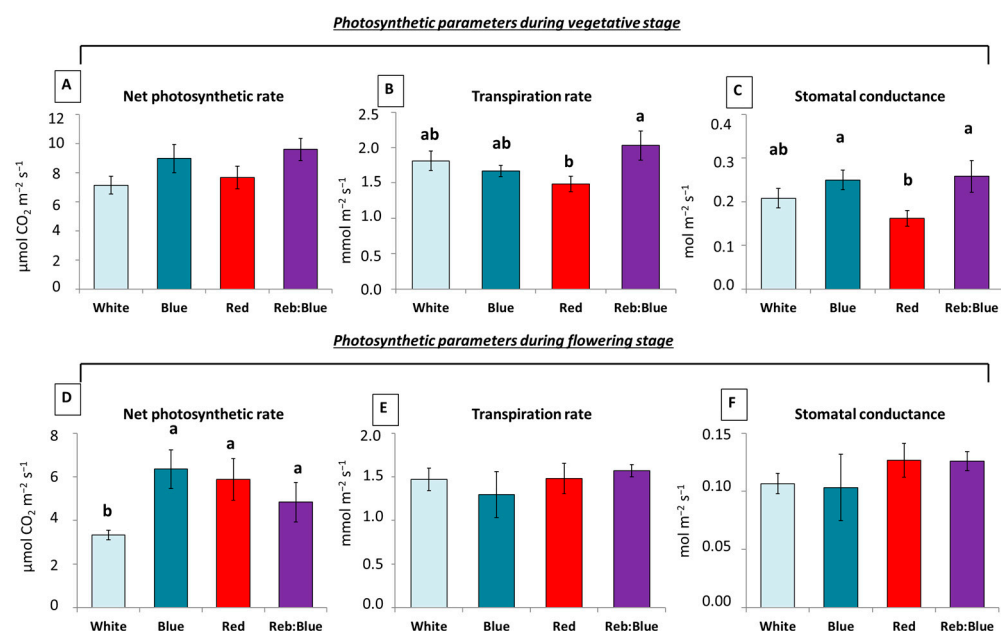 Photosynthetic parameters during vegetative stage
A
Net photosynthetic rate
µmol CO₂ m⁻² s⁻¹
12
10
8
6
4
2
0
White Blue Red Reb:Blue
B
Transpiration rate
mmol m⁻² s⁻¹
2.5
2.0
1.5
1.0
0.5
0.0
ab ab b a
White Blue Red Reb:Blue
C
Stomatal conductance
mol m⁻² s⁻¹
0.4
0.3
0.2
0.1
0.0
ab a b a
White Blue Red Reb:Blue
Photosynthetic parameters during flowering stage
D
Net photosynthetic rate
µmol CO₂ m⁻² s⁻¹
8
6
4
2
0
b a a a
White Blue Red Reb:Blue
E
Transpiration rate
mmol m⁻² s⁻¹
2.0
1.5
1.0
0.5
0.0
White Blue Red Reb:Blue
F
Stomatal conductance
mol m⁻² s⁻¹
0.15
0.10
0.05
0.00
White Blue Red Reb:Blue